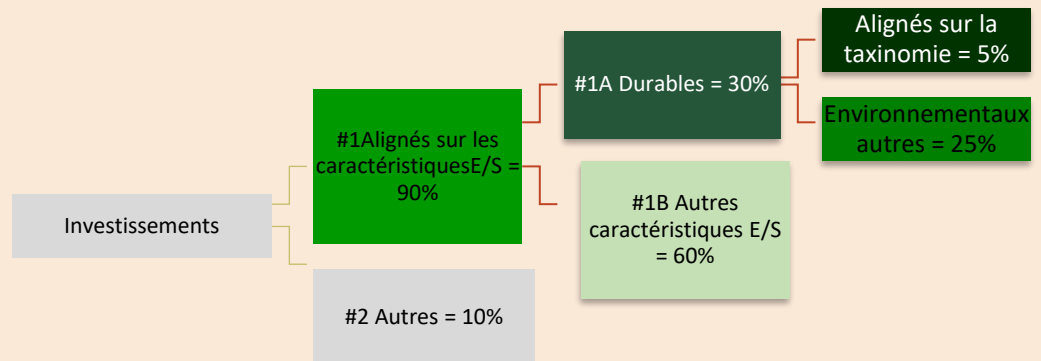 Investissements
#1Alignés sur les
caractéristiquesE/S =
90%
#2 Autres = 10%
#1A Durables = 30%
#1B Autres
caractéristiques E/S
= 60%
Alignés sur la
taxinomie = 5%
Environnementaux
autres = 25%